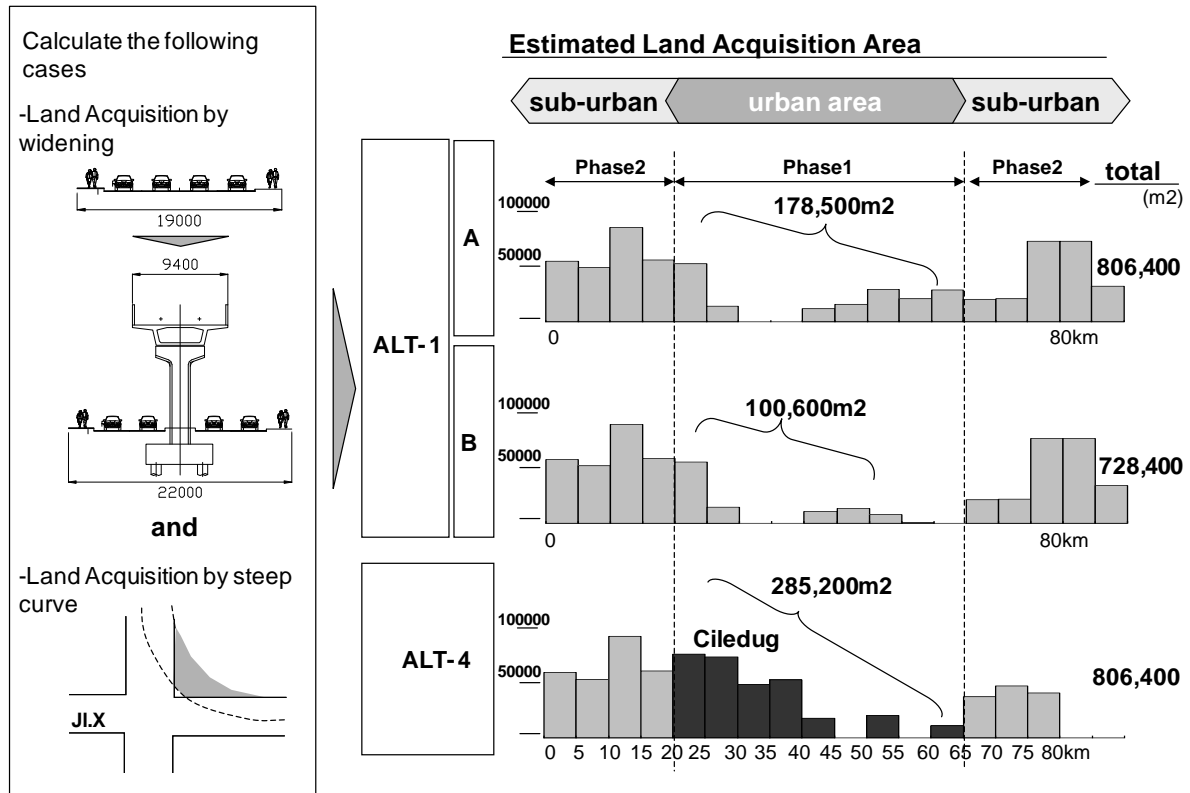 Calculate the following
cases
-Land Acquisition by
widening
19000
9400
22000
and
-Land Acquisition by steep
curve
Jl.X
Estimated Land Acquisition Area
sub-urban
urban area
sub-urban
Phase2
Phase1
Phase2
total
(m2)
ALT-1
A
100000
50000
178,500m2
806,400
0
80km
B
100000
50000
100,600m2
728,400
0
80km
ALT-4
100000
50000
285,200m2
Ciledug
806,400
0 5 10 15 20 25 30 35 40 45 50 55 60 65 70 75 80km